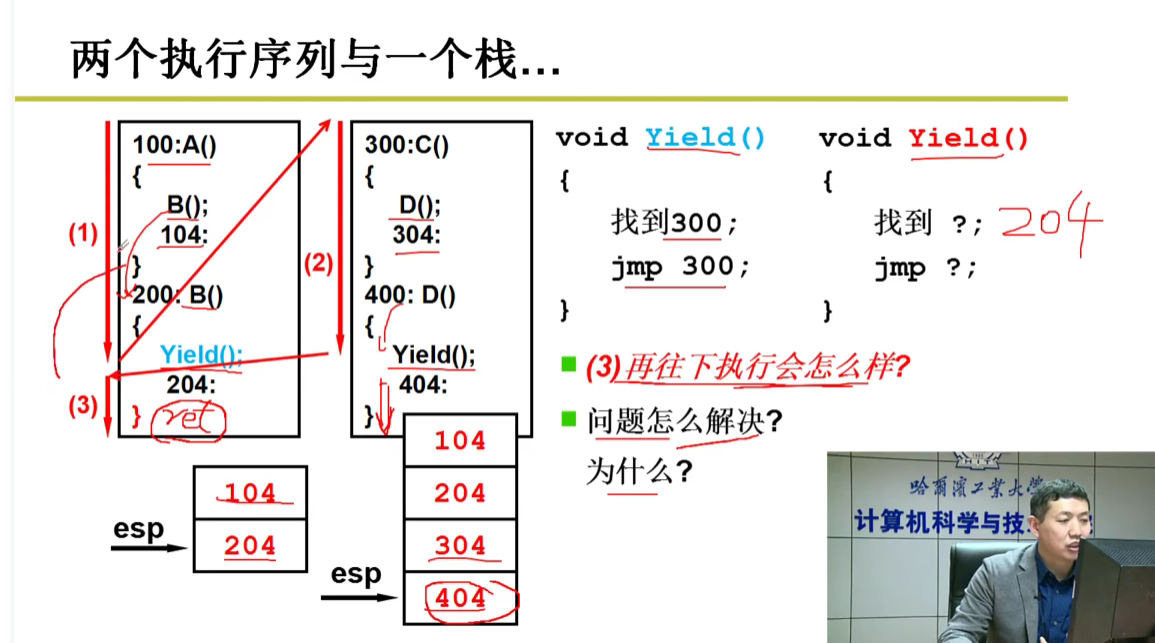 两个执行序列与一个栈...
100:A()
{
B();
104:
}
200: B()
{
Yield();
204:
}
ret
(1)
(3)
300:C()
{
D();
304:
}
400: D()
{
Yield();
404:
}
(2)
void Yield()
{
找到300;
jmp 300;
}
void Yield()
{
找到 ?; 204
jmp ?;
}
(3)再往下执行会怎么样?
问题怎么解决?
为什么?
esp
104
204
esp
104
204
304
404
哈爾濱工業大學
计算机科学与技